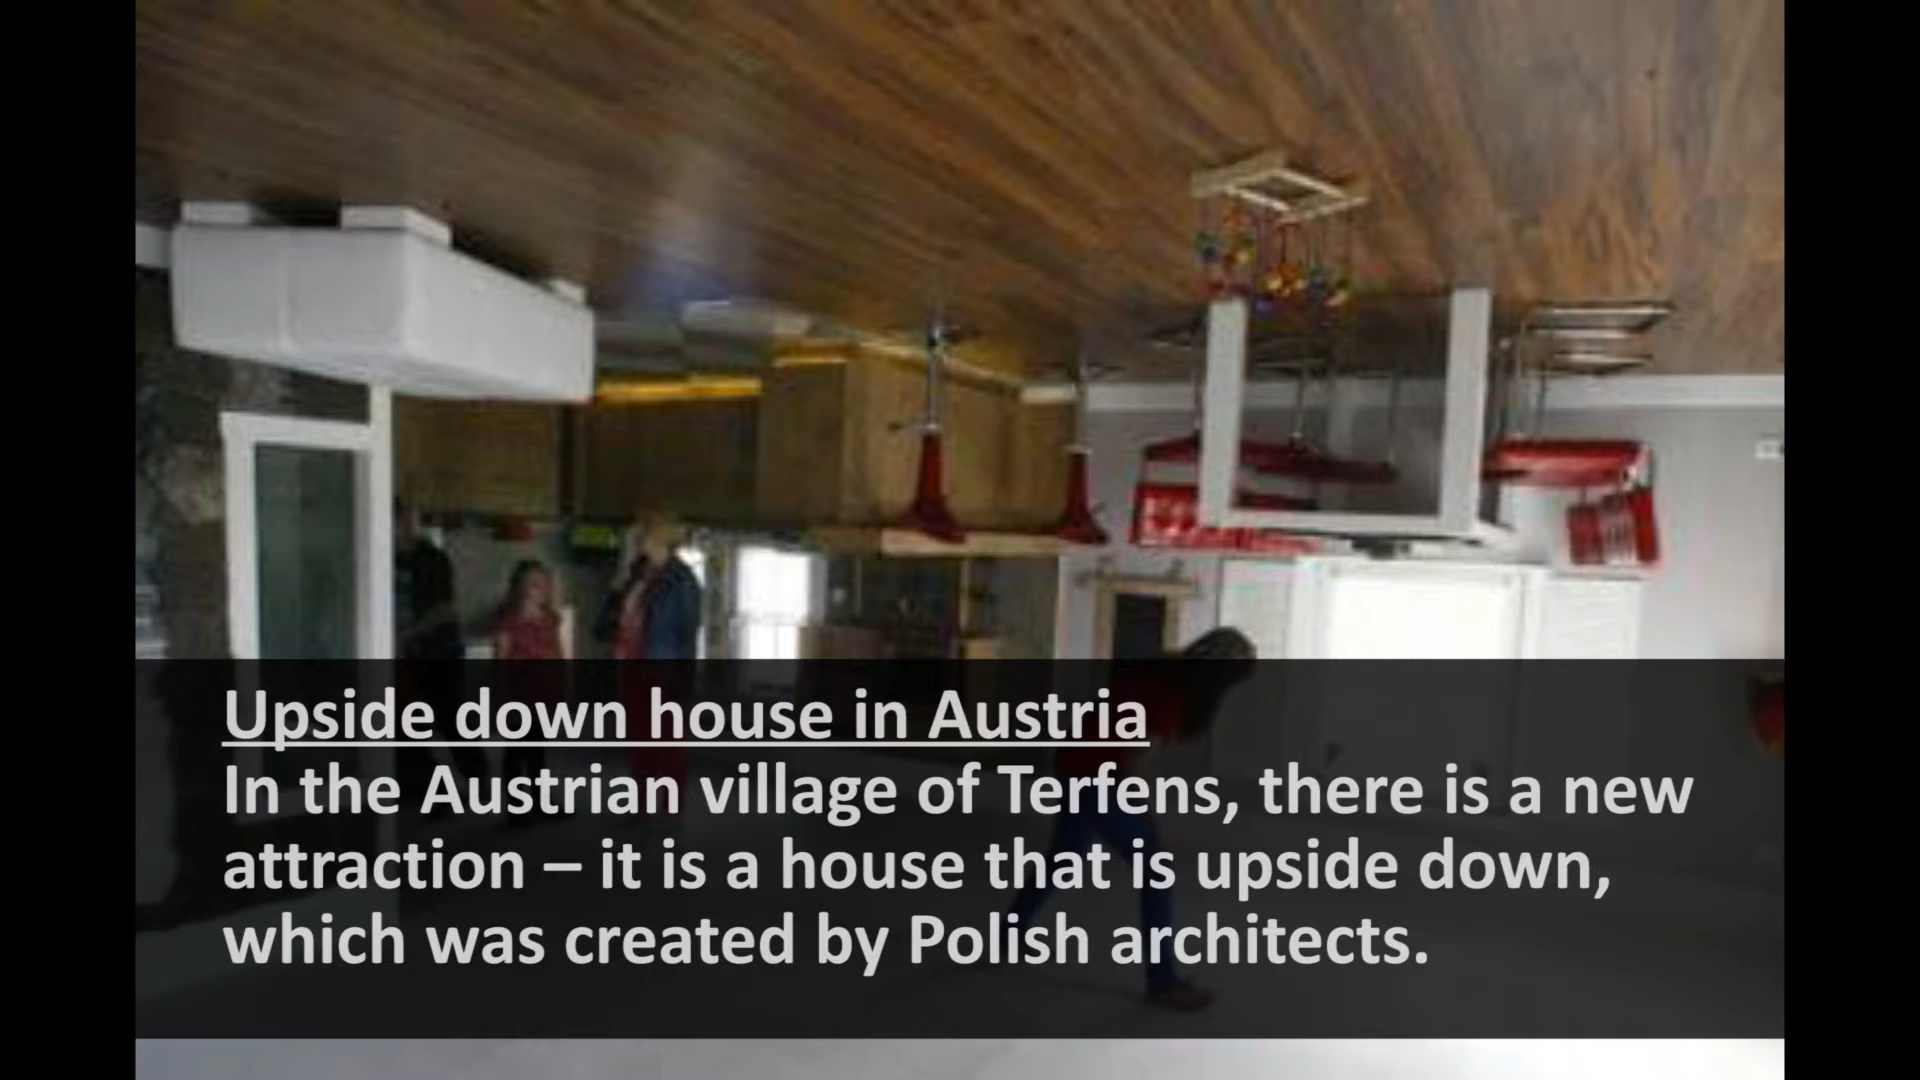 Upside down house in Austria
In the Austrian village of Terfens, there is a new
attraction – it is a house that is upside down,
which was created by Polish architects.